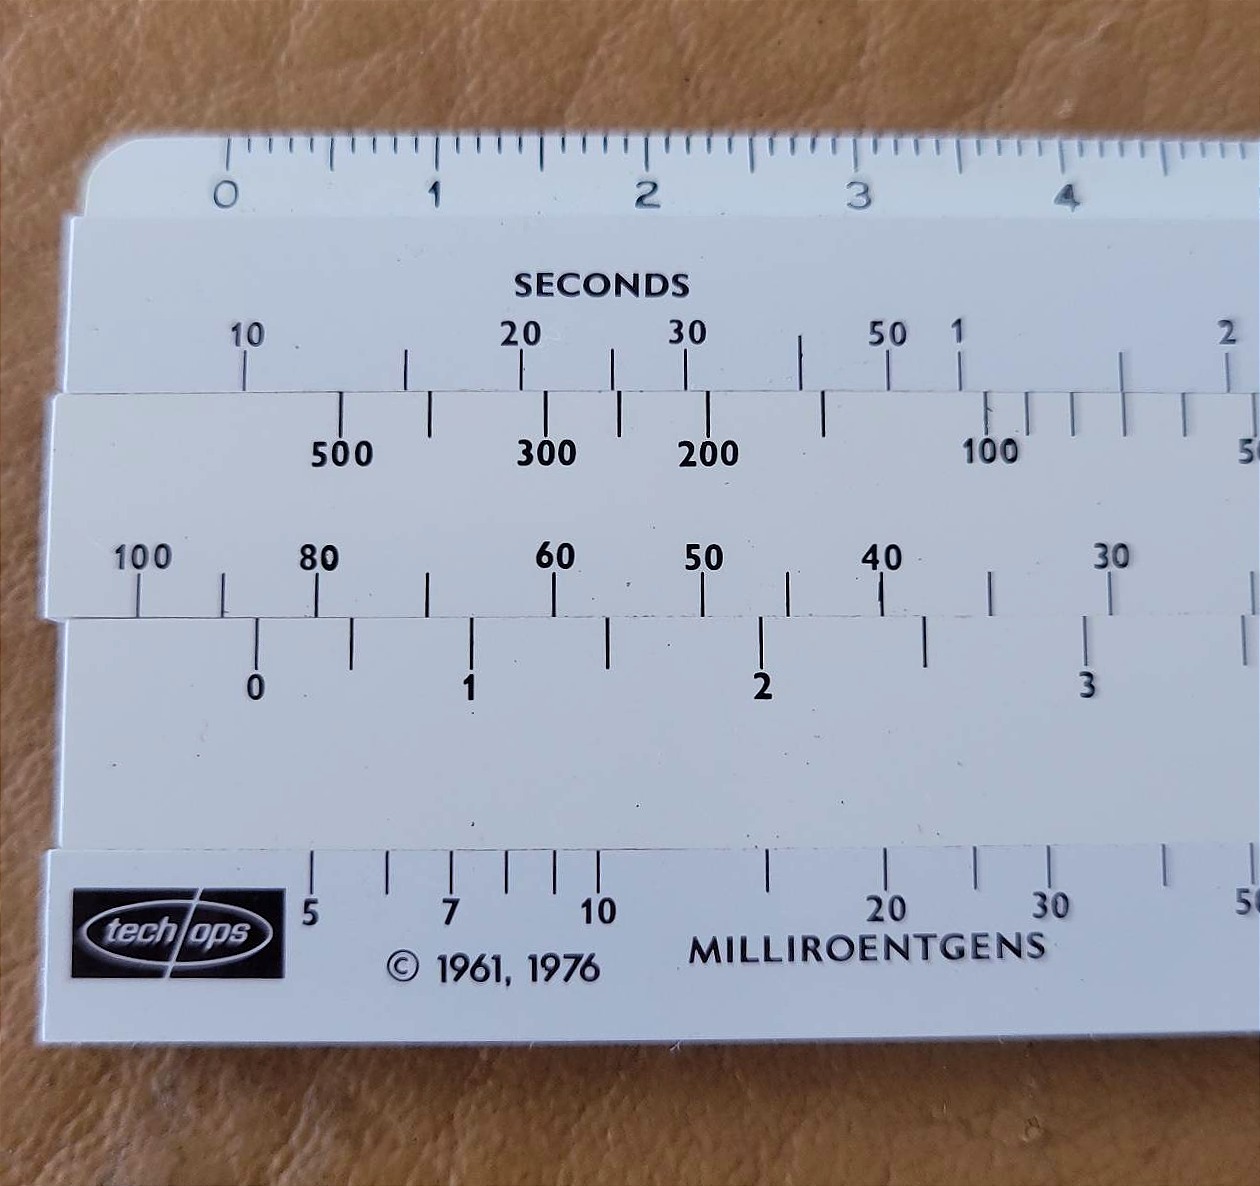 0 1 2 3 4
SECONDS
10 20 30 50 1 2
500 300 200 100
100 80 60 50 40 30
0 1 2 3
5 7 10 20 30
tech/ops
MILLIROENTGENS
© 1961, 1976